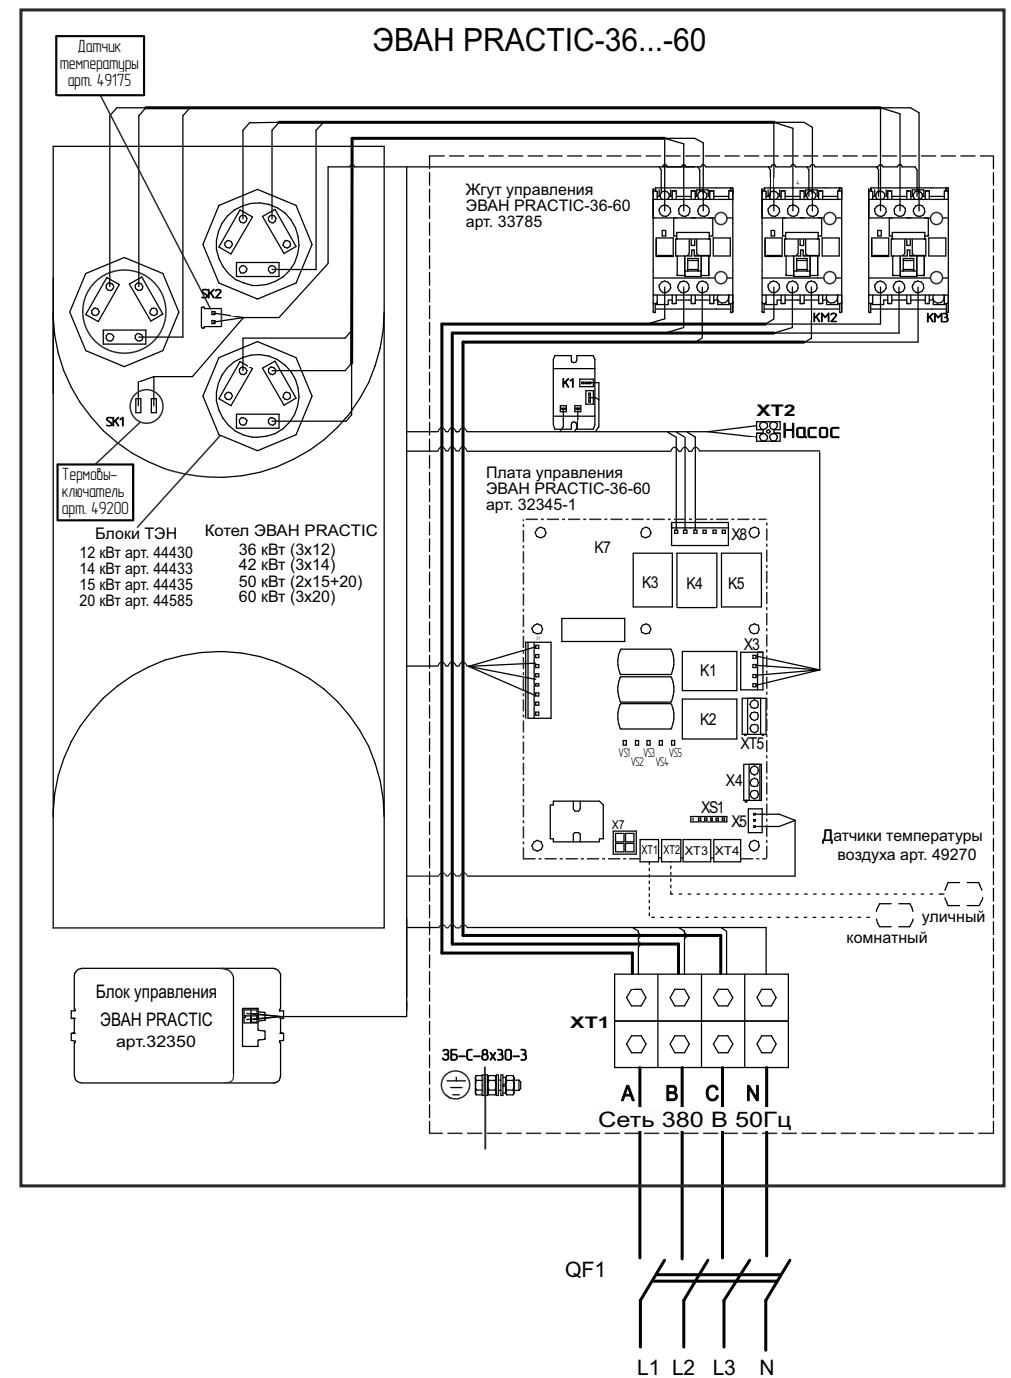 ЭВАН PRACTIC-36...-60
Датчик
температуры
арт. 49175
Жгут управления
ЭВАН PRACTIC-36-60
арт. 33785
SK2
KM2
KM3
K1
SK1
XT2
Насос
Термовы-
ключатель
арт. 49200
Плата управления
ЭВАН PRACTIC-36-60
арт. 32345-1
Блоки ТЭН
12 кВт арт. 44430
14 кВт арт. 44433
15 кВт арт. 44435
20 кВт арт. 44585
Котел ЭВАН PRACTIC
36 кВт (3x12)
42 кВт (3x14)
50 кВт (2x15+20)
60 кВт (3x20)
X8
K7
K3
K4
K5
X3
K1
K2
XT5
VS1
VS2
VS3
VS4
VS5
X4
XS1
X5
X7
XT1
XT2
XT3
XT4
Датчики температуры
воздуха арт. 49270
уличный
комнатный
Блок управления
ЭВАН PRACTIC
арт.32350
XT1
ЗБ-С-8х30-3
A B C N
Сеть 380 В 50Гц
QF1
L1 L2 L3 N